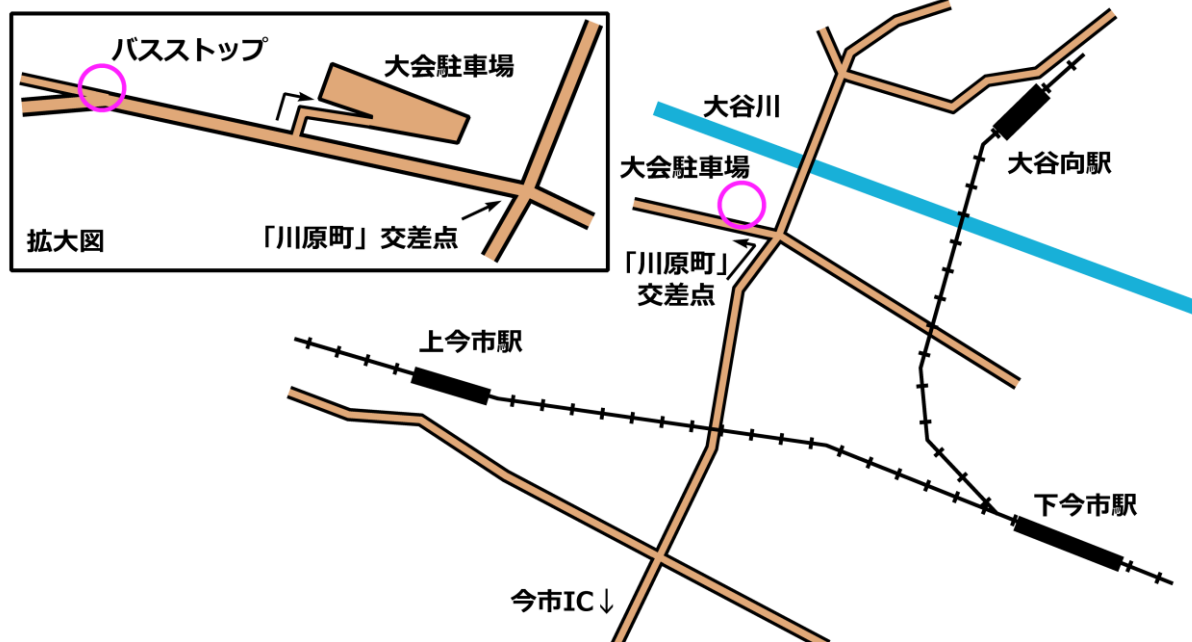 バスストップ
大会駐車場
「川原町」交差点
拡大図
大谷川
大谷向駅
大会駐車場
「川原町」
交差点
上今市駅
下今市駅
今市IC↓